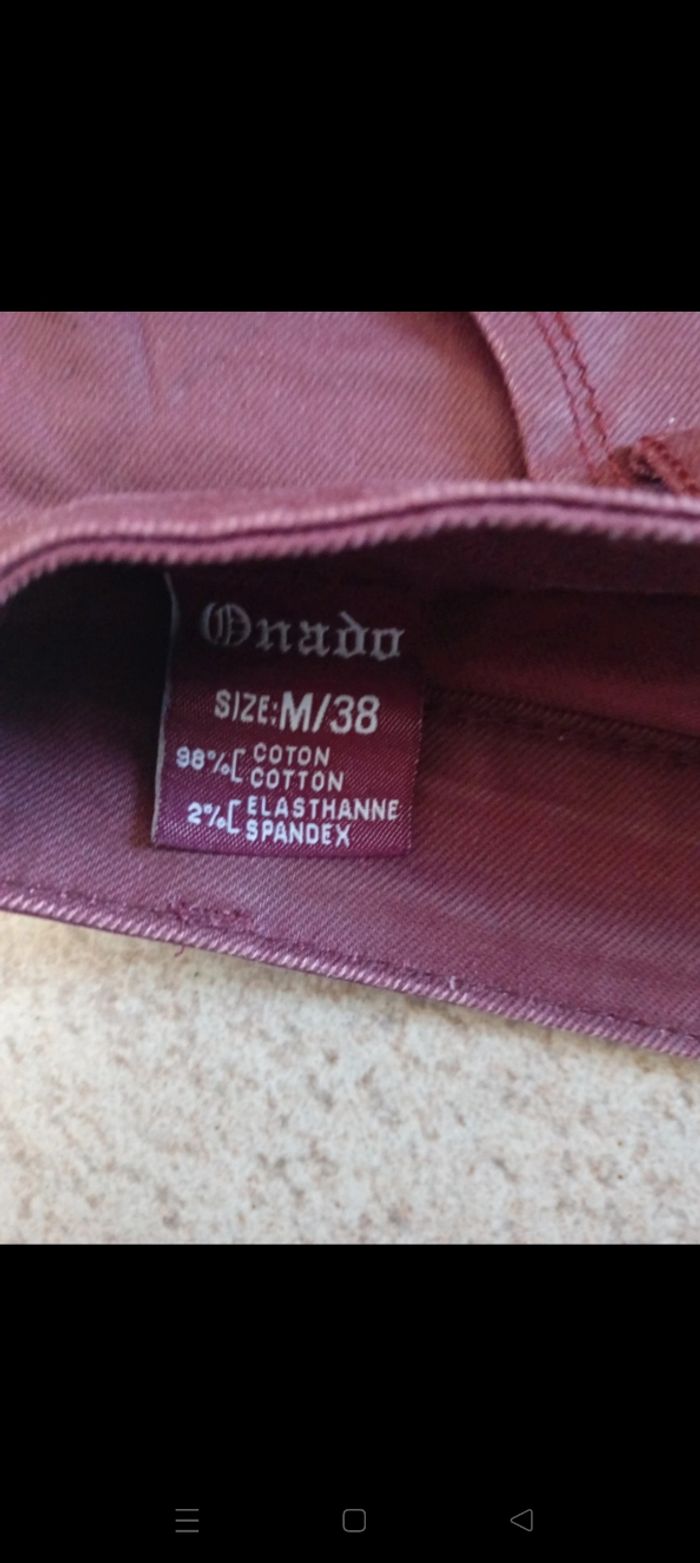 Onado
SIZE:M/38
98%[ COTON
COTTON
2%[ ELASTHANNE
SPANDEX